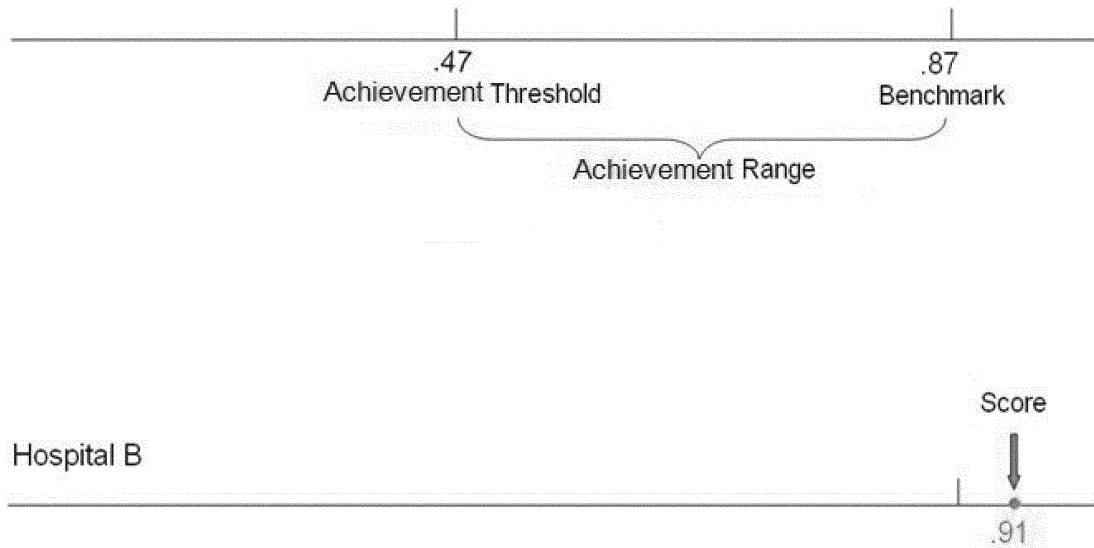 .47
.87
Achievement Threshold
Benchmark
Achievement Range
Score
Hospital B
.91